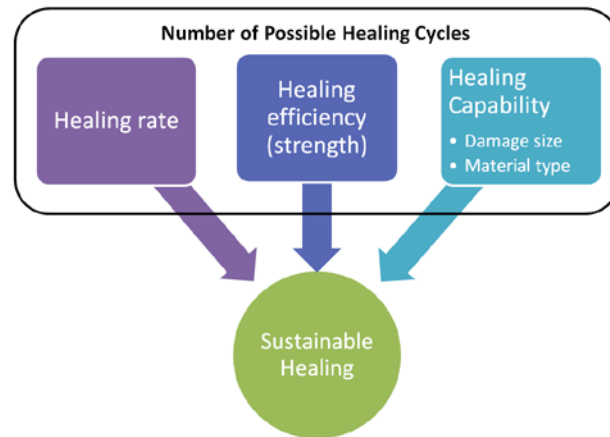 Number of Possible Healing Cycles
Healing rate
Healing
efficiency
(strength)
Healing
Capability
• Damage size
• Material type
Sustainable
Healing